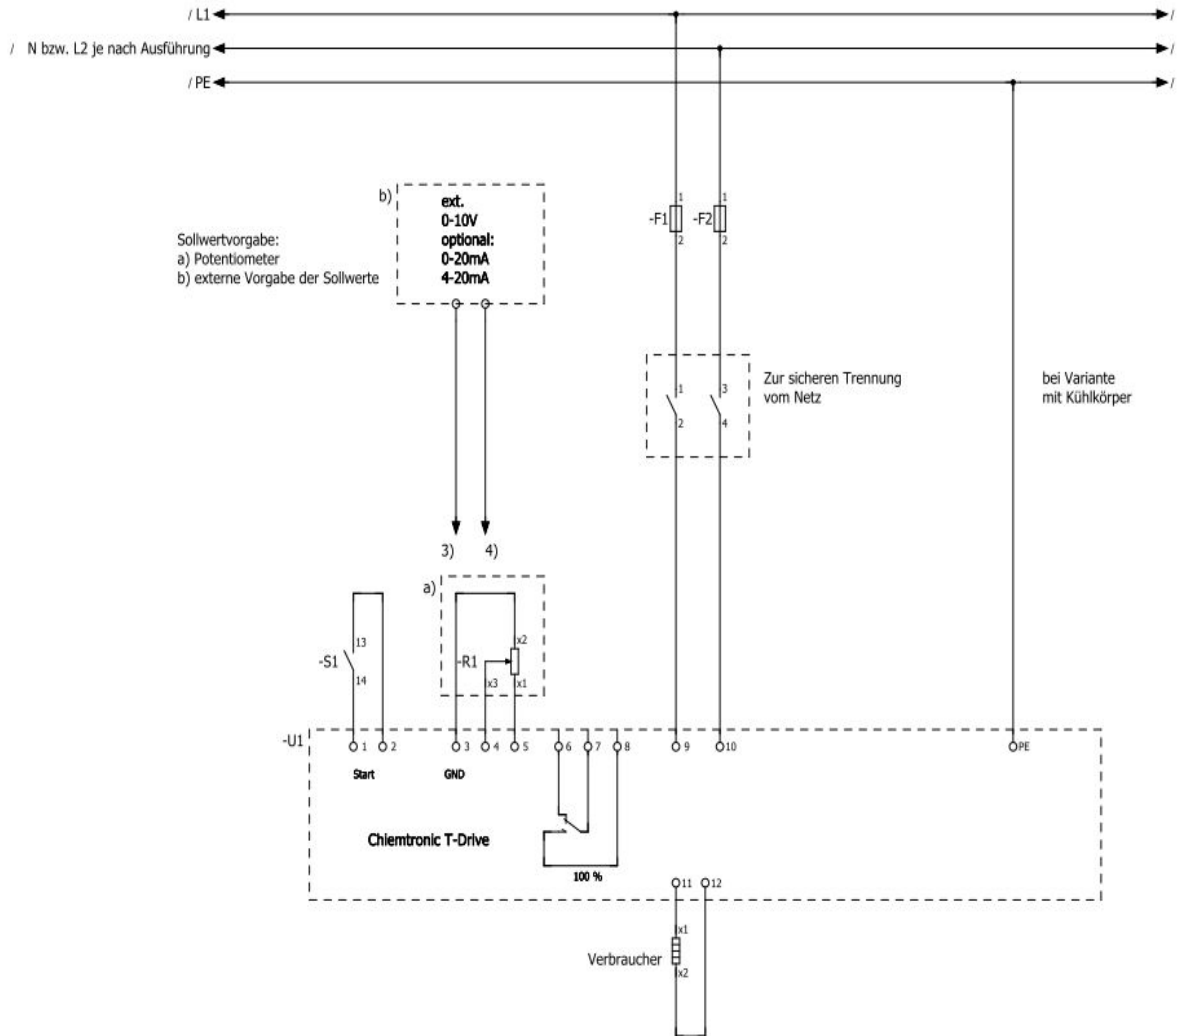 / L1 /
/ N bzw. L2 je nach Ausführung /
/ PE /
b)
ext.
0-10V
optional:
0-20mA
4-20mA
Sollwertvorgabe:
a) Potentiometer
b) externe Vorgabe der Sollwerte
-F1 1 2
-F2 1 2
1 2
3 4
Zur sicheren Trennung
vom Netz
bei Variante
mit Kühlkörper
3) 4)
a)
-S1 13 14
-R1 x2 x3 x1
-U1
1 2 3 4 5 6 7 8 9 10 PE
Start GND
Chiemtronic T-Drive
100 %
11 12
x1
Verbraucher
x2